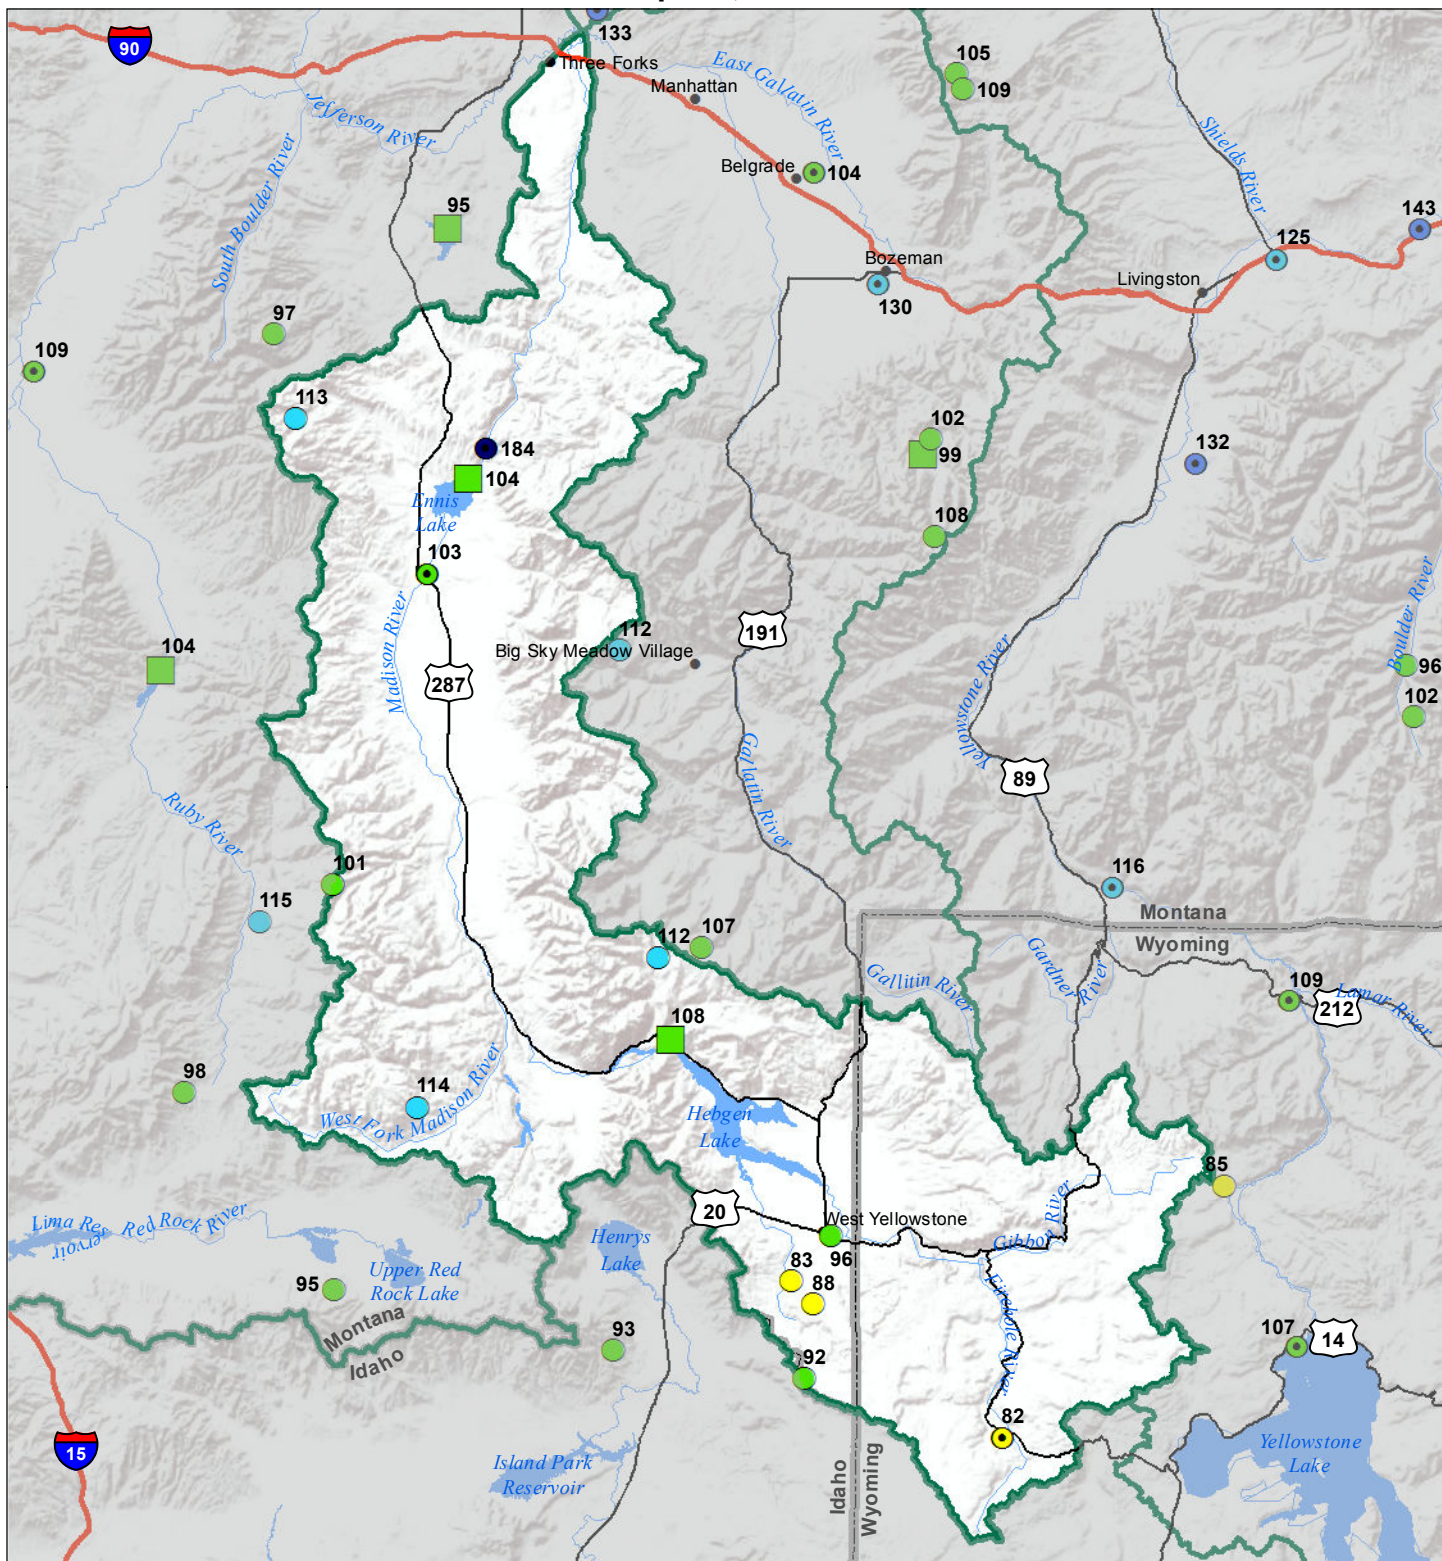 133
90
Three Forks
105
East Gallatin River
Manhattan
109
Jefferson River
Shields River
Belgrade
104
South Boulder River
95
143
125
Bozeman
Livingston
130
97
109
113
102
184
99
132
104
Ennis
Lake
108
103
Madison River
Boulder River
112
191
104
Big Sky Meadow Village
96
287
Yellowstone River
102
Gallatin River
89
Ruby River
101
116
115
Montana
Wyoming
112
107
Gardner River
Gallitin River
109
212
Lamar River
108
98
114
West Fork Madison River
Hebgen
Lake
85
20
West Yellowstone
Lima Reservoir
Red Rock River
Henrys
Lake
Gibbon River
96
83
88
Upper Red
Rock Lake
95
Firehole River
Montana
Idaho
93
107
14
92
82
15
Island Park
Reservoir
Idaho
Wyoming
Yellowstone
Lake